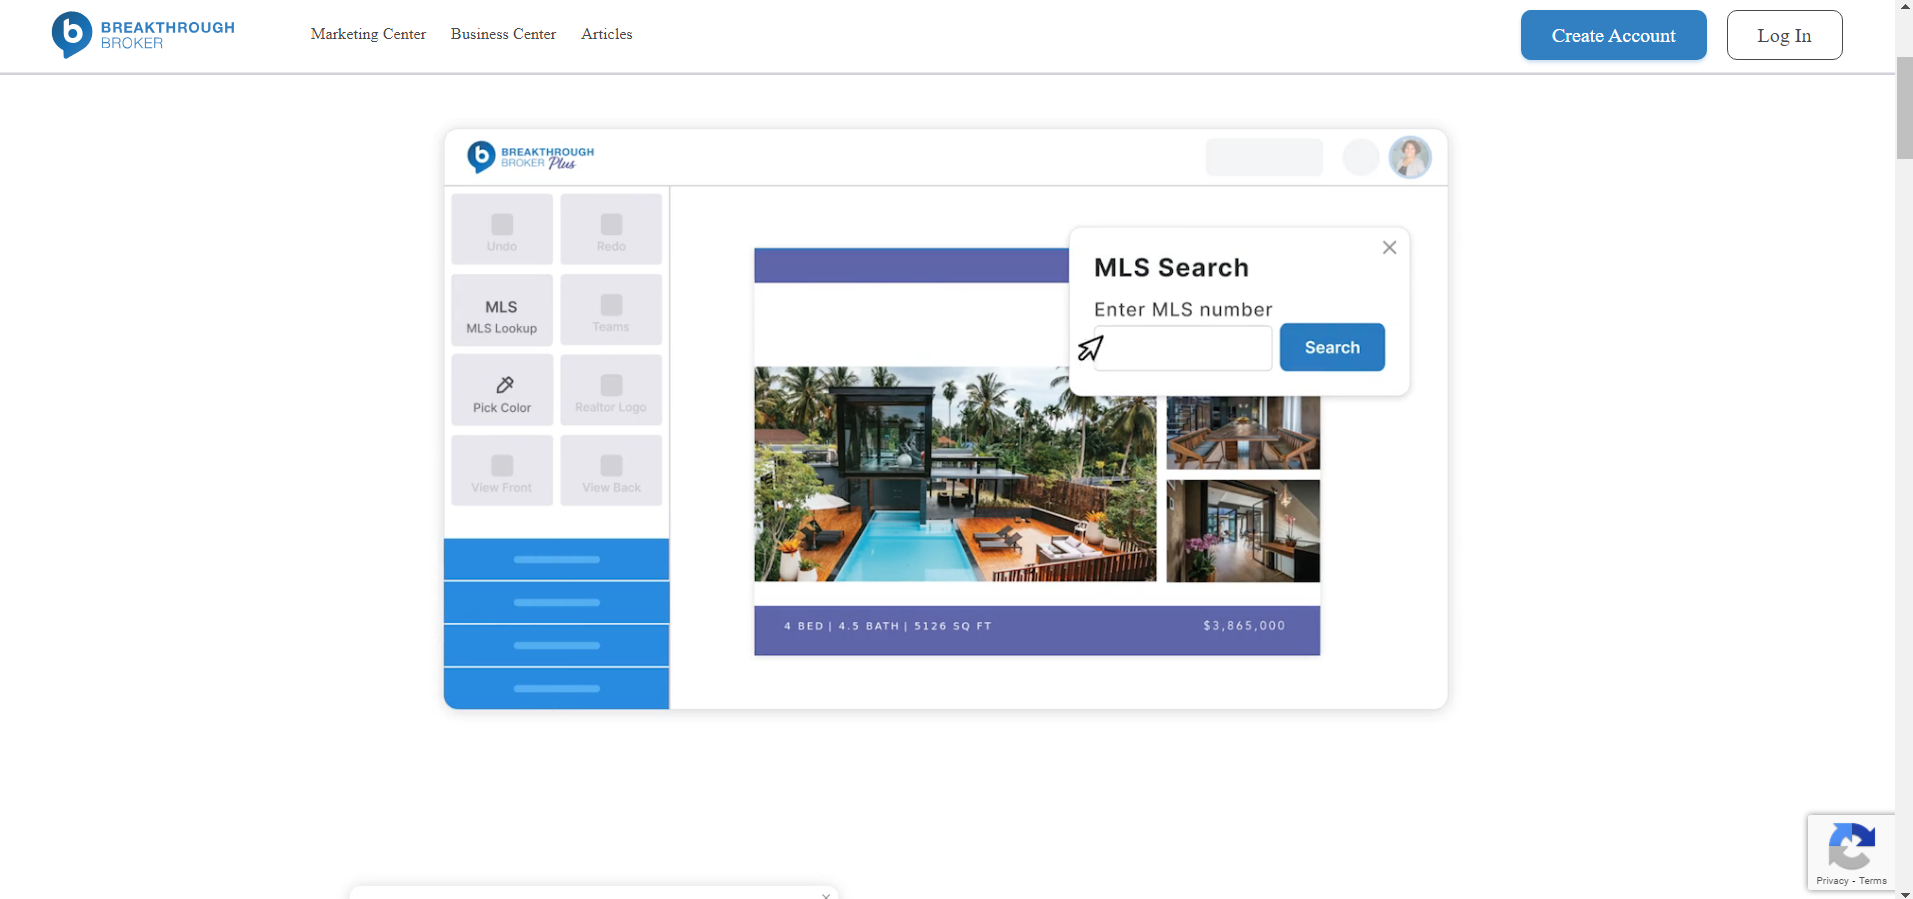 BREAKTHROUGH
BROKER
Marketing Center
Business Center
Articles
Create Account
Log In
BREAKTHROUGH
BROKER Plus
Undo
Redo
MLS
MLS Lookup
Teams
Pick Color
Realtor Logo
View Front
View Back
MLS Search
Enter MLS number
Search
4 BED | 4.5 BATH | 5126 SQ FT
$3,865,000
Privacy - Terms